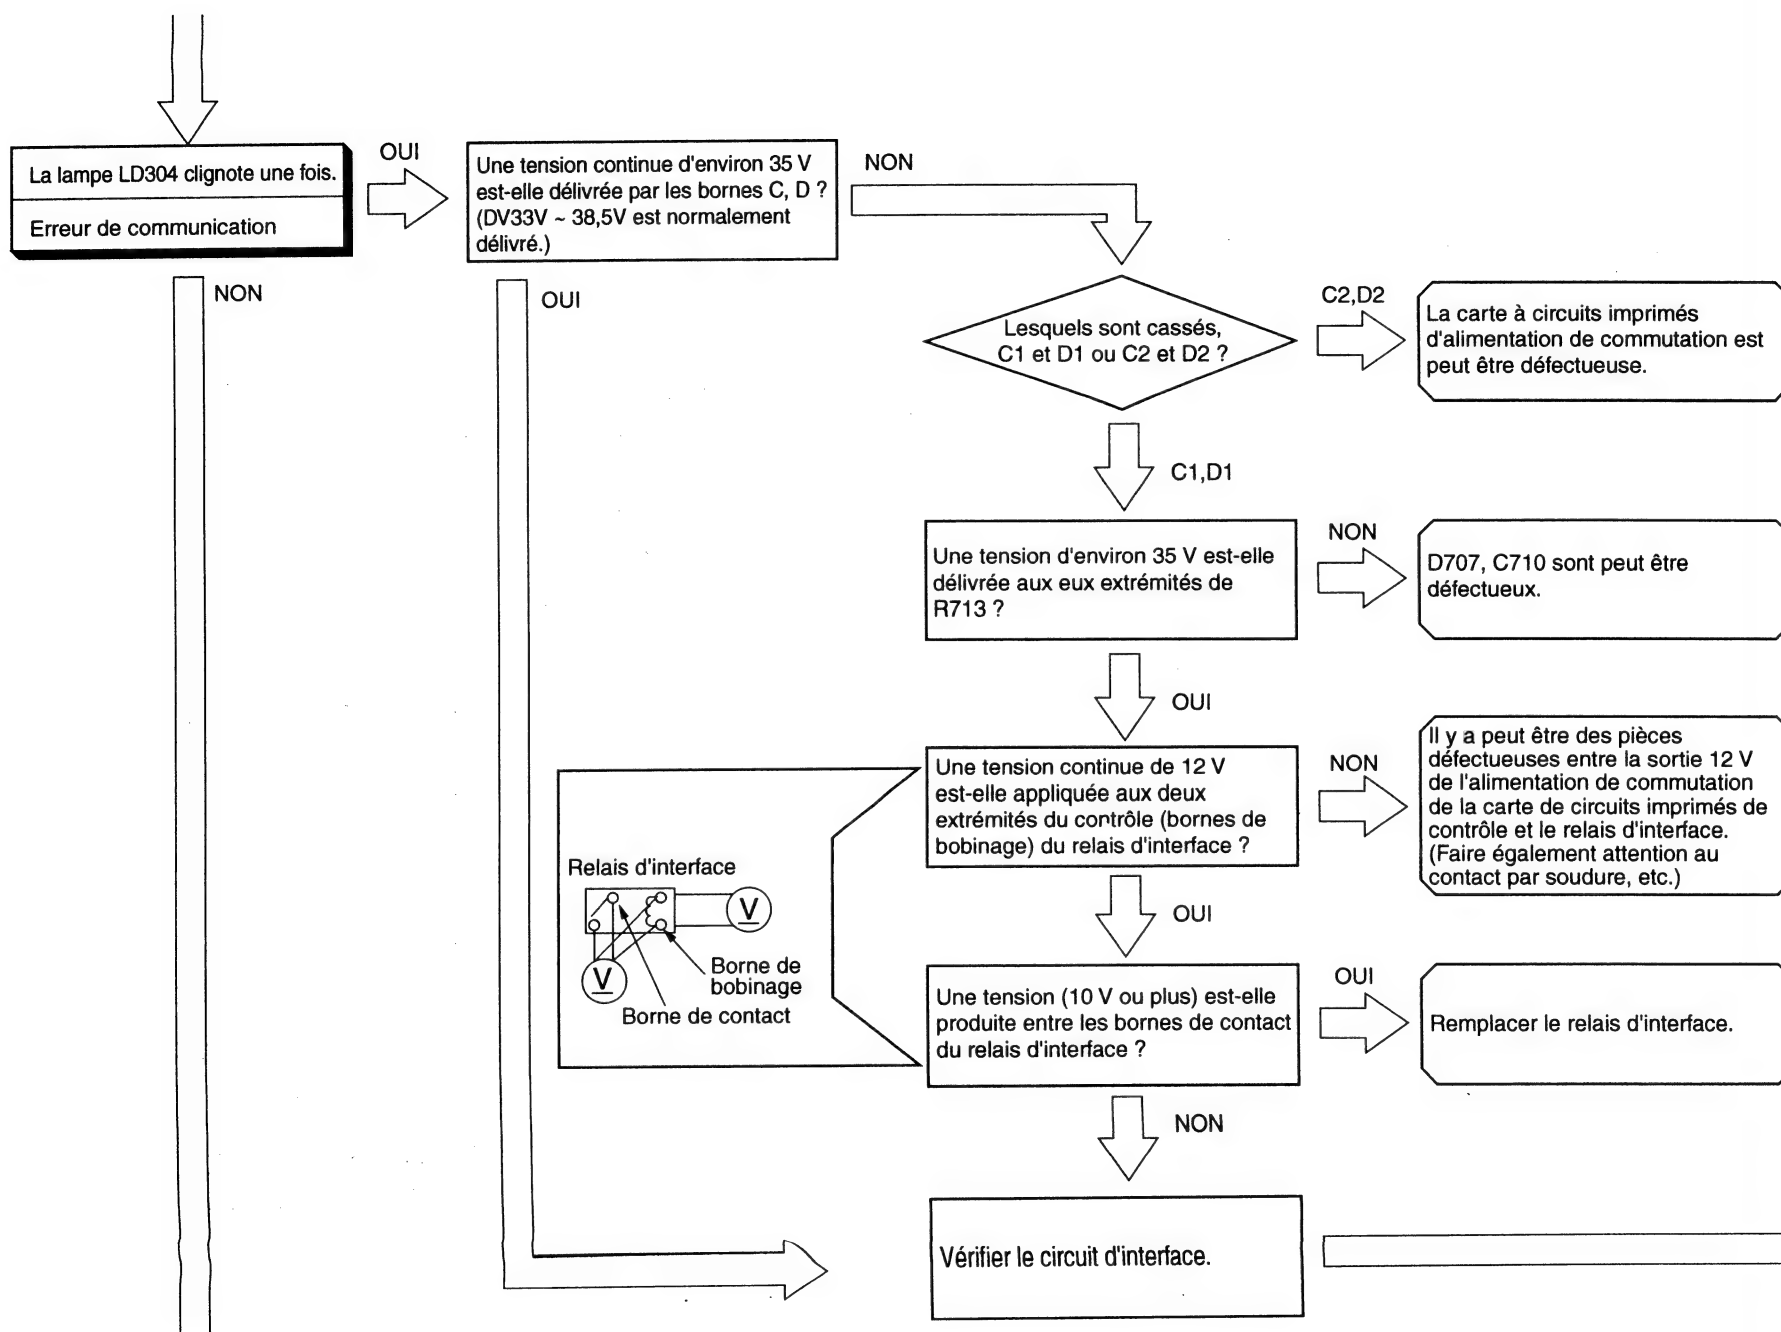 La lampe LD304 clignote une fois.
Erreur de communication
OUI
NON
Une tension continue d'environ 35 V
est-elle délivrée par les bornes C, D ?
(DV33V ~ 38,5V est normalement
délivré.)
NON
OUI
Lesquels sont cassés,
C1 et D1 ou C2 et D2 ?
C2,D2
La carte à circuits imprimés
d'alimentation de commutation est
peut être défectueuse.
C1,D1
Une tension d'environ 35 V est-elle
délivrée aux eux extrémités de
R713 ?
NON
D707, C710 sont peut être
défectueux.
OUI
Une tension continue de 12 V
est-elle appliquée aux deux
extrémités du contrôle (bornes de
bobinage) du relais d'interface ?
NON
Il y a peut être des pièces
défectueuses entre la sortie 12 V
de l'alimentation de commutation
de la carte de circuits imprimés de
contrôle et le relais d'interface.
(Faire également attention au
contact par soudure, etc.)
Relais d'interface
V
V
Borne de
bobinage
Borne de contact
OUI
Une tension (10 V ou plus) est-elle
produite entre les bornes de contact
du relais d'interface ?
OUI
Remplacer le relais d'interface.
NON
Vérifier le circuit d'interface.